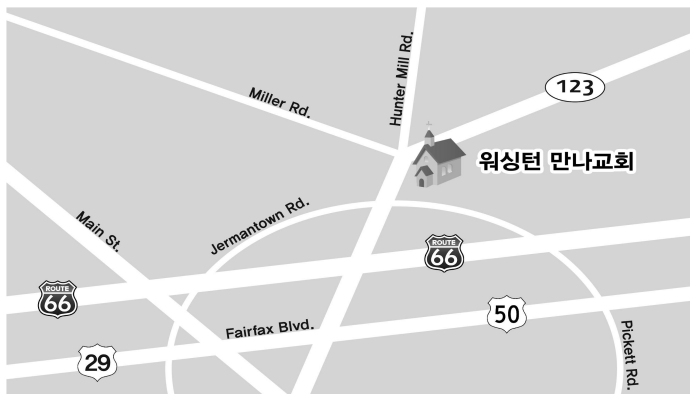 Hunter Mill Rd.
Miller Rd.
123
워싱턴 만나교회
Main St.
Jermantown Rd.
ROUTE
66
ROUTE
66
50
Fairfax Blvd.
29
Pickett Rd.